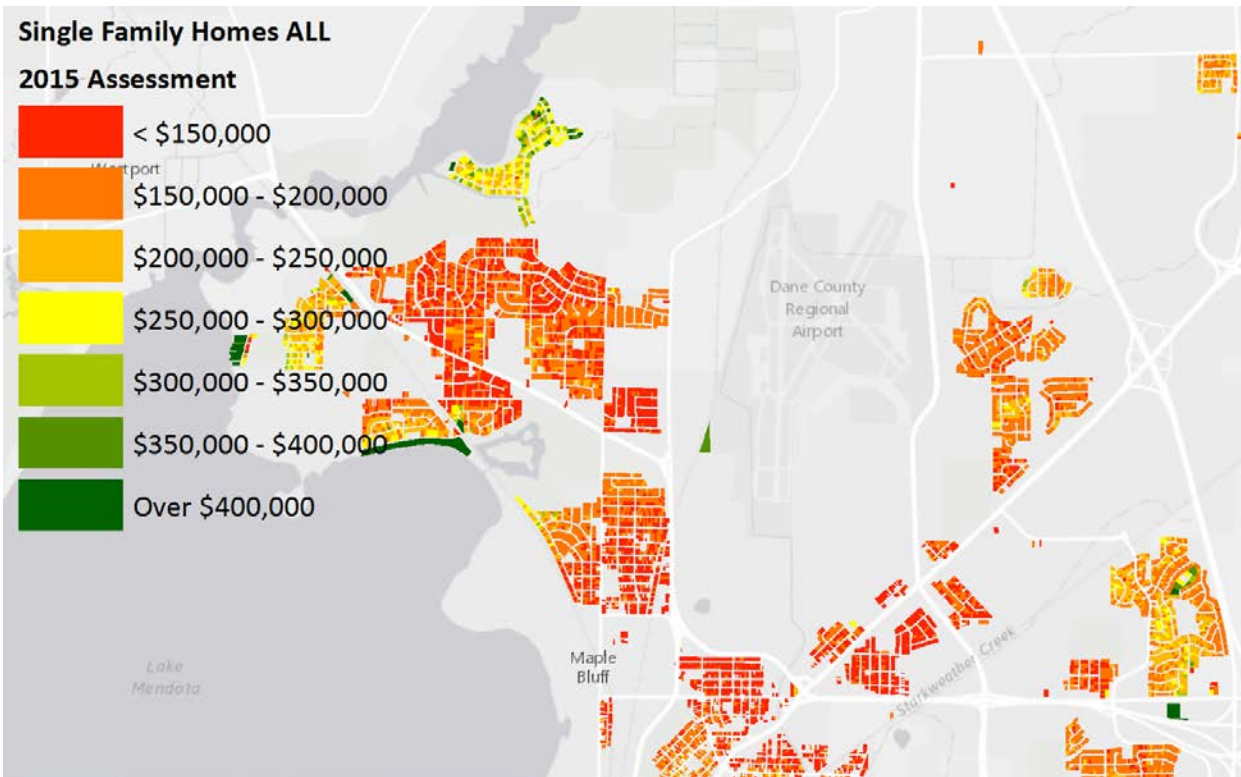 Single Family Homes ALL
2015 Assessment
< $150,000
Westport
$150,000 - $200,000
$200,000 - $250,000
$250,000 - $300,000
$300,000 - $350,000
$350,000 - $400,000
Over $400,000
Dane County
Regional
Airport
Lake
Mendota
Maple
Bluff
Starkweather Creek